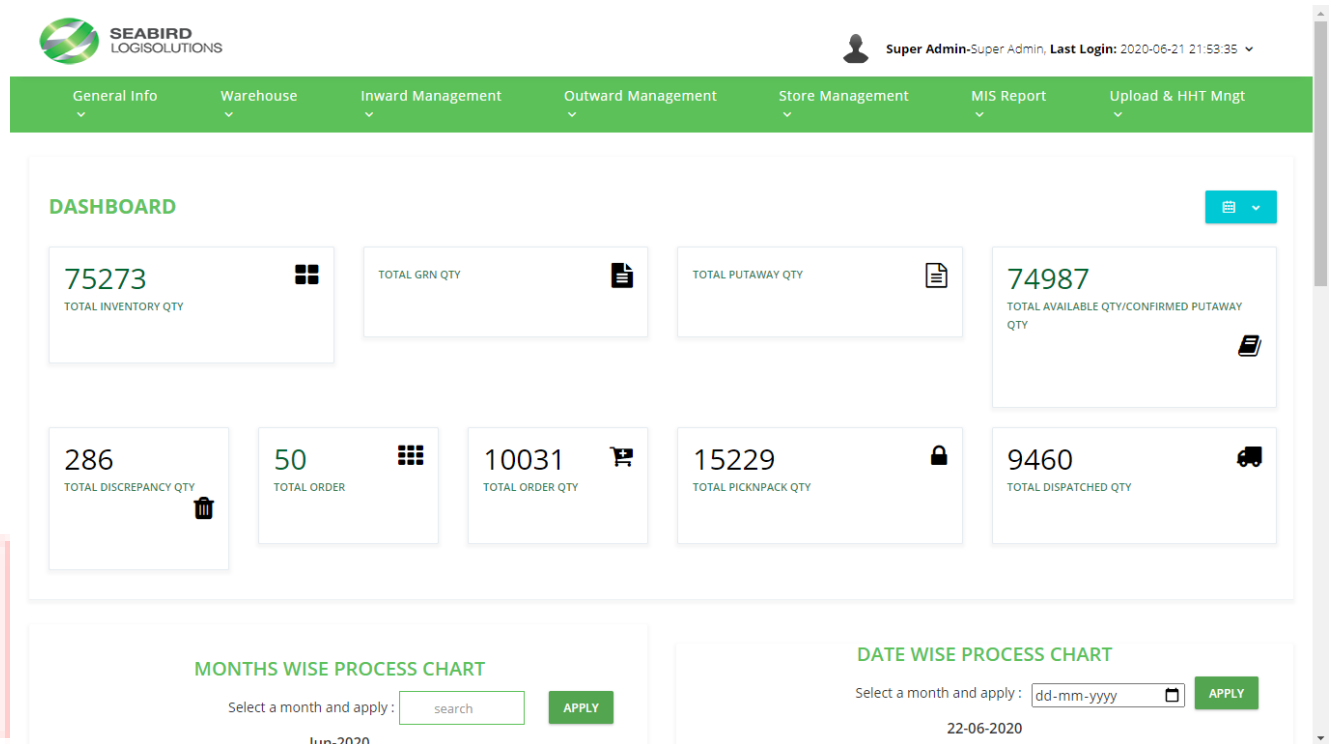 SEABIRD
LOGISOLUTIONS
Super Admin-Super Admin, Last Login: 2020-06-21 21:53:35
General Info
Warehouse
Inward Management
Outward Management
Store Management
MIS Report
Upload & HHT Mngt
DASHBOARD
75273
TOTAL INVENTORY QTY
TOTAL GRN QTY
TOTAL PUTAWAY QTY
74987
TOTAL AVAILABLE QTY/CONFIRMED PUTAWAY
QTY
286
TOTAL DISCREPANCY QTY
50
TOTAL ORDER
10031
TOTAL ORDER QTY
15229
TOTAL PICKNPACK QTY
9460
TOTAL DISPATCHED QTY
MONTHS WISE PROCESS CHART
Select a month and apply : search APPLY
Jun-2020
DATE WISE PROCESS CHART
Select a month and apply : dd-mm-yyyy APPLY
22-06-2020